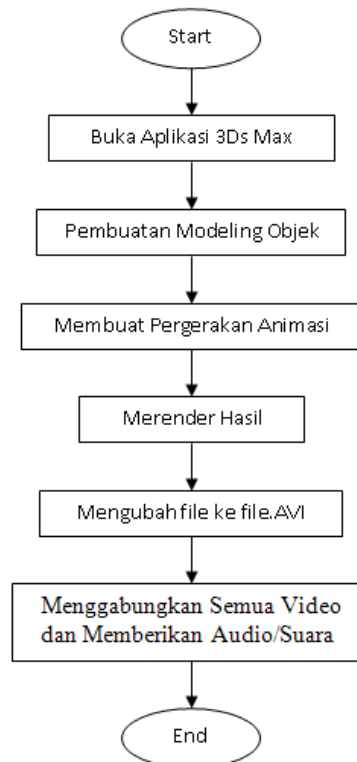 Start
Buka Aplikasi 3Ds Max
Pembuatan Modeling Objek
Membuat Pergerakan Animasi
Merender Hasil
Mengubah file ke file.AVI
Menggabungkan Semua Video
dan Memberikan Audio/Suara
End